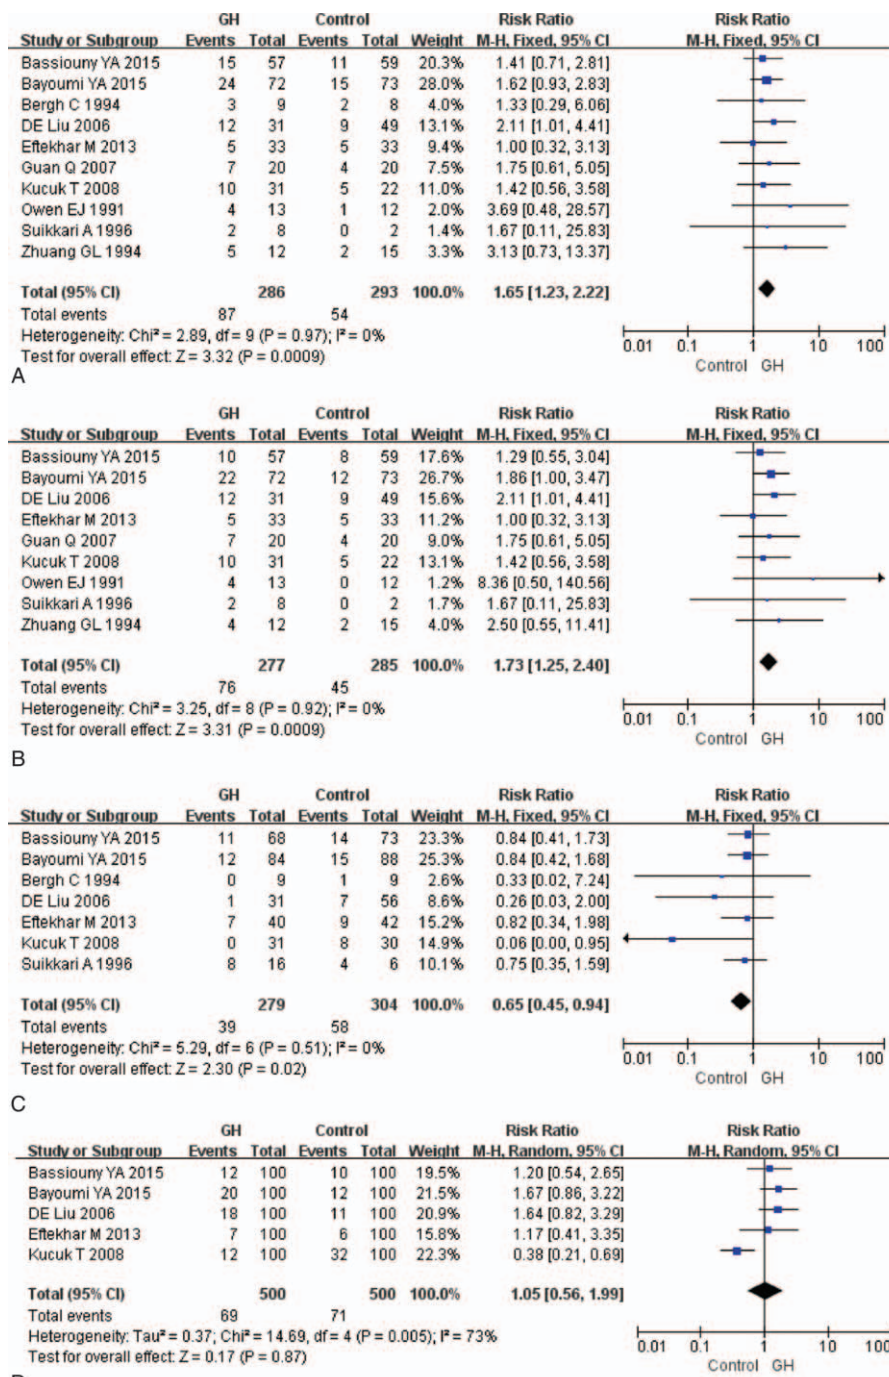 GH Control Risk Ratio Risk Ratio
Study or Subgroup Events Total Events Total Weight M-H, Fixed, 95% CI M-H, Fixed, 95% CI
Bassiouny YA 2015 15 57 11 59 20.3% 1.41 [0.71, 2.81]
Bayoumi YA 2015 24 72 15 73 28.0% 1.62 [0.93, 2.83]
Bergh C 1994 3 9 2 8 4.0% 1.33 [0.29, 6.06]
DE Liu 2006 12 31 9 49 13.1% 2.11 [1.01, 4.41]
Eftekhar M 2013 5 33 5 33 9.4% 1.00 [0.32, 3.13]
Guan Q 2007 7 20 4 20 7.5% 1.75 [0.61, 5.05]
Kucuk T 2008 10 31 5 22 11.0% 1.42 [0.56, 3.58]
Owen EJ 1991 4 13 1 12 2.0% 3.69 [0.48, 28.57]
Suikkari A 1996 2 8 0 2 1.4% 1.67 [0.11, 25.83]
Zhuang GL 1994 5 12 2 15 3.3% 3.13 [0.73, 13.37]
Total (95% CI) 286 293 100.0% 1.65 [1.23, 2.22]
Total events 87 54
Heterogeneity: Chi² = 2.89, df = 9 (P = 0.97); I² = 0%
Test for overall effect: Z = 3.32 (P = 0.0009)
0.01 0.1 1 10 100
Control GH
A
GH Control Risk Ratio Risk Ratio
Study or Subgroup Events Total Events Total Weight M-H, Fixed, 95% CI M-H, Fixed, 95% CI
Bassiouny YA 2015 10 57 8 59 17.6% 1.29 [0.55, 3.04]
Bayoumi YA 2015 22 72 12 73 26.7% 1.86 [1.00, 3.47]
DE Liu 2006 12 31 9 49 15.6% 2.11 [1.01, 4.41]
Eftekhar M 2013 5 33 5 33 11.2% 1.00 [0.32, 3.13]
Guan Q 2007 7 20 4 20 9.0% 1.75 [0.61, 5.05]
Kucuk T 2008 10 31 5 22 13.1% 1.42 [0.56, 3.58]
Owen EJ 1991 4 13 0 12 1.2% 8.36 [0.50, 140.56]
Suikkari A 1996 2 8 0 2 1.7% 1.67 [0.11, 25.83]
Zhuang GL 1994 4 12 2 15 4.0% 2.50 [0.55, 11.41]
Total (95% CI) 277 285 100.0% 1.73 [1.25, 2.40]
Total events 76 45
Heterogeneity: Chi² = 3.25, df = 8 (P = 0.92); I² = 0%
Test for overall effect: Z = 3.31 (P = 0.0009)
0.01 0.1 1 10 100
Control GH
B
GH Control Risk Ratio Risk Ratio
Study or Subgroup Events Total Events Total Weight M-H, Fixed, 95% CI M-H, Fixed, 95% CI
Bassiouny YA 2015 11 68 14 73 23.3% 0.84 [0.41, 1.73]
Bayoumi YA 2015 12 84 15 88 25.3% 0.84 [0.42, 1.68]
Bergh C 1994 0 9 1 9 2.6% 0.33 [0.02, 7.24]
DE Liu 2006 1 31 7 56 8.6% 0.26 [0.03, 2.00]
Eftekhar M 2013 7 40 9 42 15.2% 0.82 [0.34, 1.98]
Kucuk T 2008 0 31 8 30 14.9% 0.06 [0.00, 0.95]
Suikkari A 1996 8 16 4 6 10.1% 0.75 [0.35, 1.59]
Total (95% CI) 279 304 100.0% 0.65 [0.45, 0.94]
Total events 39 58
Heterogeneity: Chi² = 5.29, df = 6 (P = 0.51); I² = 0%
Test for overall effect: Z = 2.30 (P = 0.02)
0.01 0.1 1 10 100
Control GH
C
GH Control Risk Ratio Risk Ratio
Study or Subgroup Events Total Events Total Weight M-H, Random, 95% CI M-H, Random, 95% CI
Bassiouny YA 2015 12 100 10 100 19.5% 1.20 [0.54, 2.65]
Bayoumi YA 2015 20 100 12 100 21.5% 1.67 [0.86, 3.22]
DE Liu 2006 18 100 11 100 20.9% 1.64 [0.82, 3.29]
Eftekhar M 2013 7 100 6 100 15.8% 1.17 [0.41, 3.35]
Kucuk T 2008 12 100 32 100 22.3% 0.38 [0.21, 0.69]
Total (95% CI) 500 500 100.0% 1.05 [0.56, 1.99]
Total events 69 71
Heterogeneity: Tau² = 0.37; Chi² = 14.69, df = 4 (P = 0.005); I² = 73%
Test for overall effect: Z = 0.17 (P = 0.87)
0.01 0.1 1 10 100
Control GH